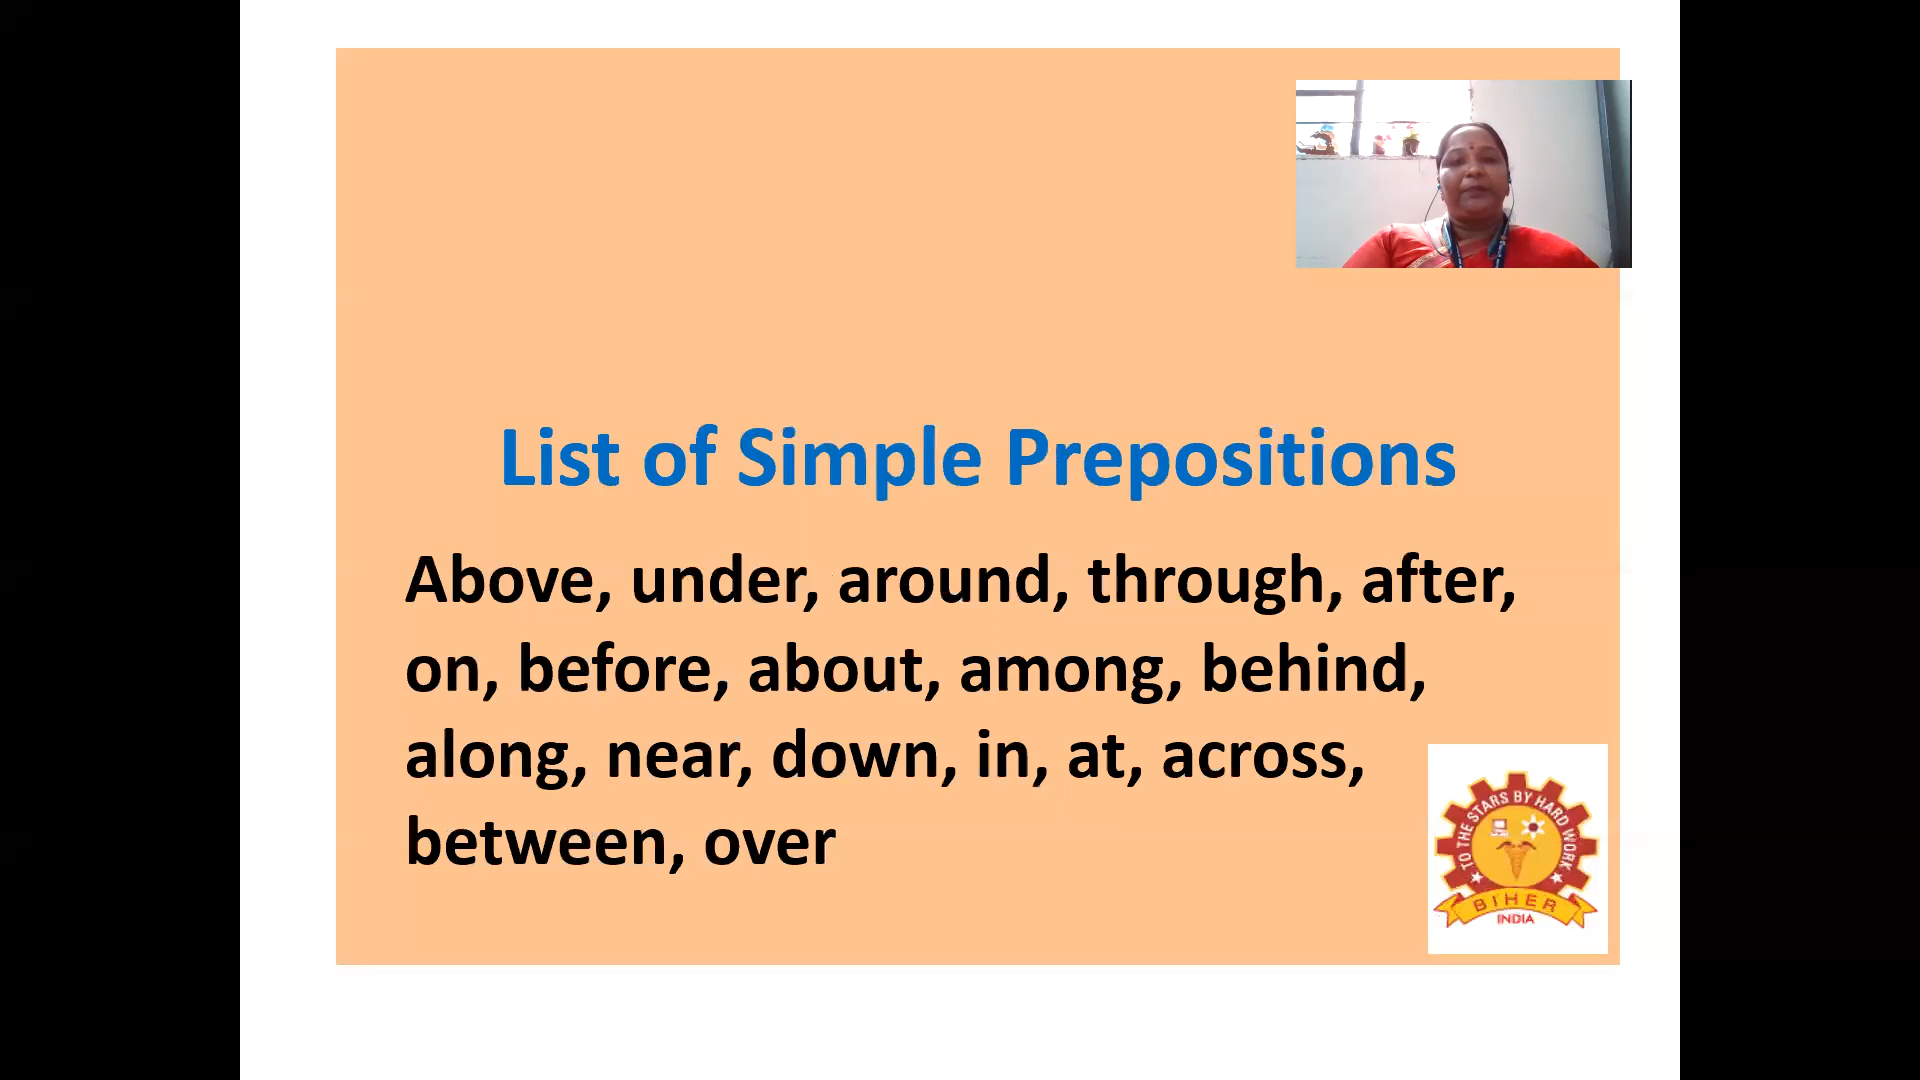 List of Simple Prepositions
Above, under, around, through, after,
on, before, about, among, behind,
along, near, down, in, at, across,
between, over
TO THE STARS BY HARD WORK
BIHER
INDIA